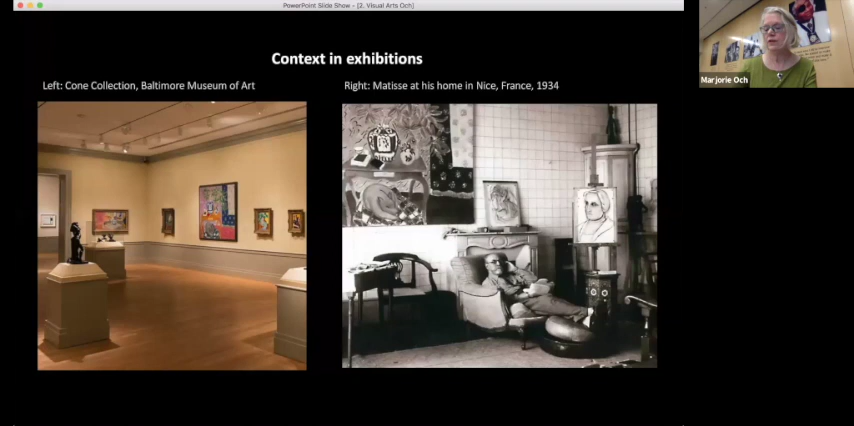 PowerPoint Slide Show - [2. Visual Arts Och]
Context in exhibitions
Left: Cone Collection, Baltimore Museum of Art
Right: Matisse at his home in Nice, France, 1934
Marjorie Och